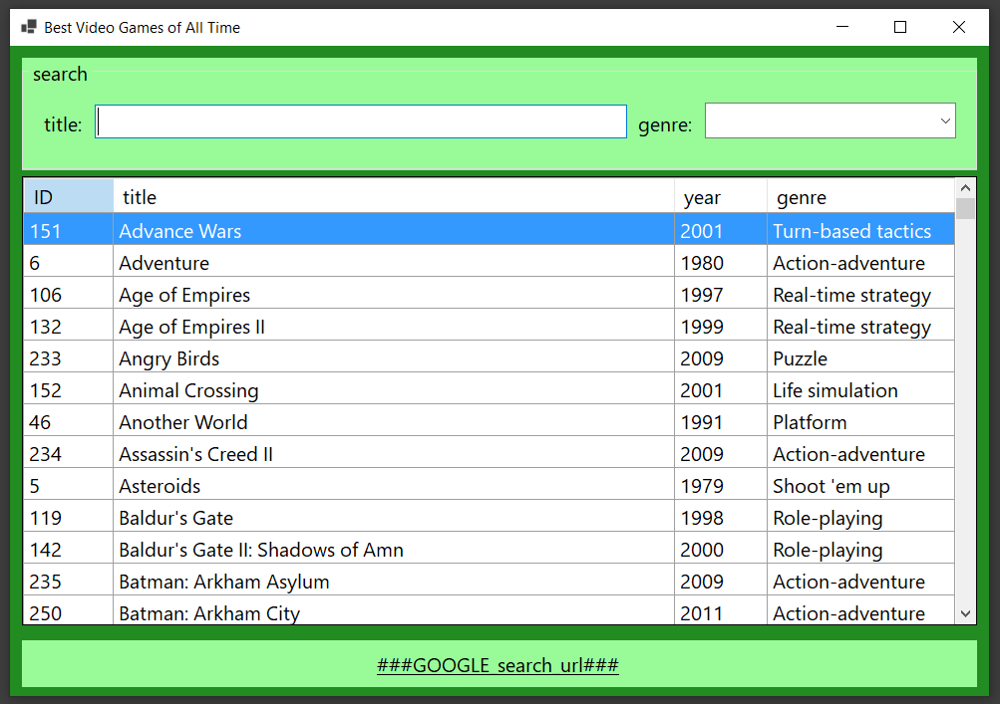 Best Video Games of All Time
search
title: genre:
ID title year genre
151 Advance Wars 2001 Turn-based tactics
6 Adventure 1980 Action-adventure
106 Age of Empires 1997 Real-time strategy
132 Age of Empires II 1999 Real-time strategy
233 Angry Birds 2009 Puzzle
152 Animal Crossing 2001 Life simulation
46 Another World 1991 Platform
234 Assassin's Creed II 2009 Action-adventure
5 Asteroids 1979 Shoot 'em up
119 Baldur's Gate 1998 Role-playing
142 Baldur's Gate II: Shadows of Amn 2000 Role-playing
235 Batman: Arkham Asylum 2009 Action-adventure
250 Batman: Arkham City 2011 Action-adventure
###GOOGLE_search_url###